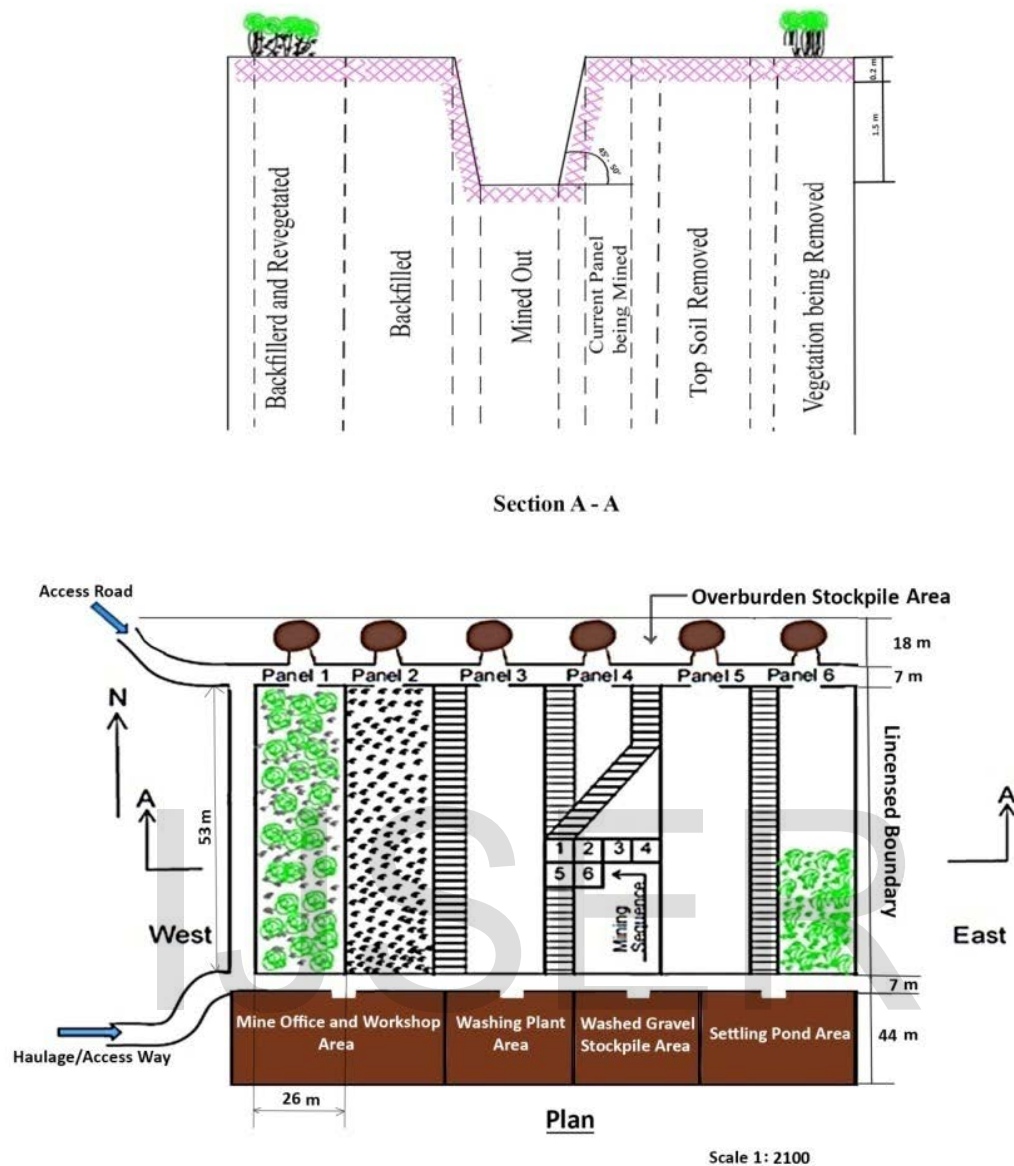 0.2 m
1.5 m
45°- 50°
Backfillerd and Revegetated
Backfilled
Mined Out
Current Panel
being Mined
Top Soil Removed
Vegetation being Removed
Section A - A
Access Road
Overburden Stockpile Area
18 m
Panel 1
Panel 2
Panel 3
Panel 4
Panel 5
Panel 6
7 m
N
A
A
53 m
Lincensed Boundary
1
2
3
4
5
6
Mining
Sequence
IJSER
West
East
7 m
Mine Office and Workshop
Area
Washing Plant
Area
Washed Gravel
Stockpile Area
Settling Pond Area
44 m
Haulage/Access Way
26 m
Plan
Scale 1: 2100